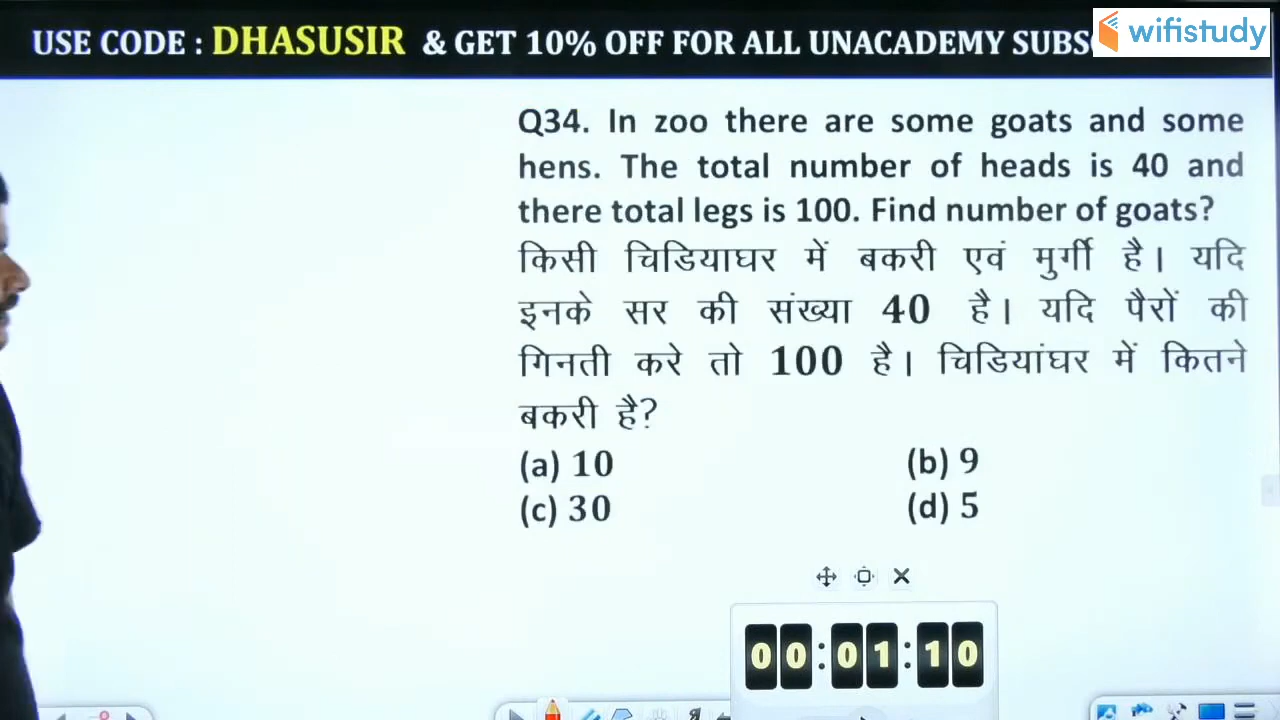 USE CODE : DHASUSIR & GET 10% OFF FOR ALL UNACADEMY
wifistudy
Q34. In zoo there are some goats and some
hens. The total number of heads is 40 and
there total legs is 100. Find number of goats?
किसी चिडियाघर में बकरी एवं मुर्गी है। यदि
इनके सर की संख्या 40 है। यदि पैरों की
गिनती करे तो 100 है। चिडियांघर में कितने
बकरी है?
(a) 10 (b) 9
(c) 30 (d) 5
00:01:10